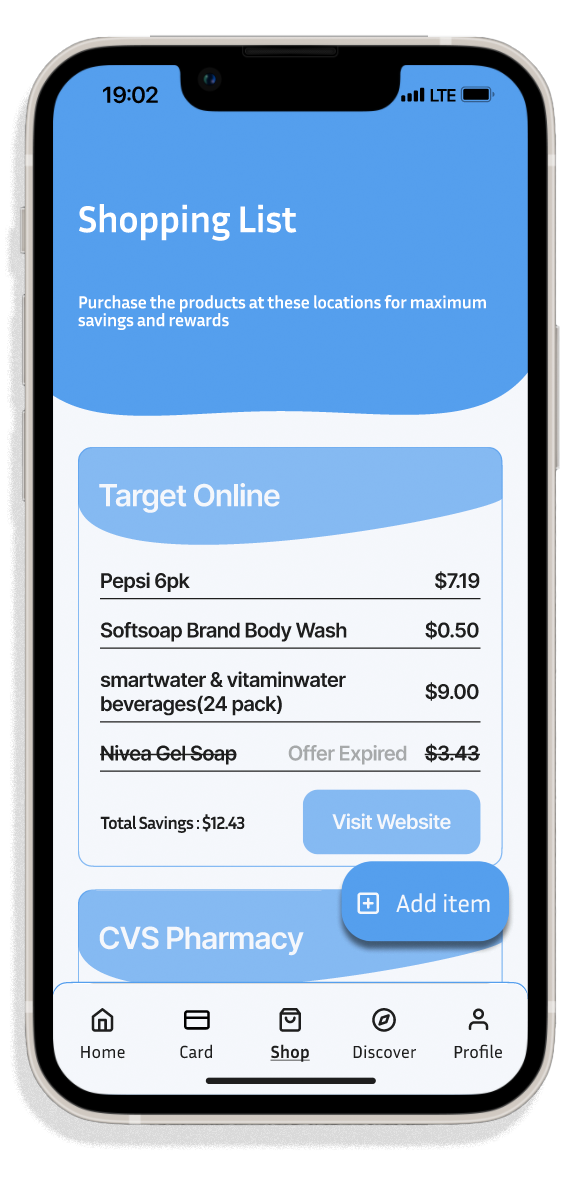 19:02
LTE
Shopping List
Purchase the products at these locations for maximum
savings and rewards
Target Online
Pepsi 6pk $7.19
Softsoap Brand Body Wash $0.50
smartwater & vitaminwater
beverages(24 pack) $9.00
Nivea Gel Soap Offer Expired $3.43
Total Savings : $12.43 Visit Website
Add item
CVS Pharmacy
Home Card Shop Discover Profile